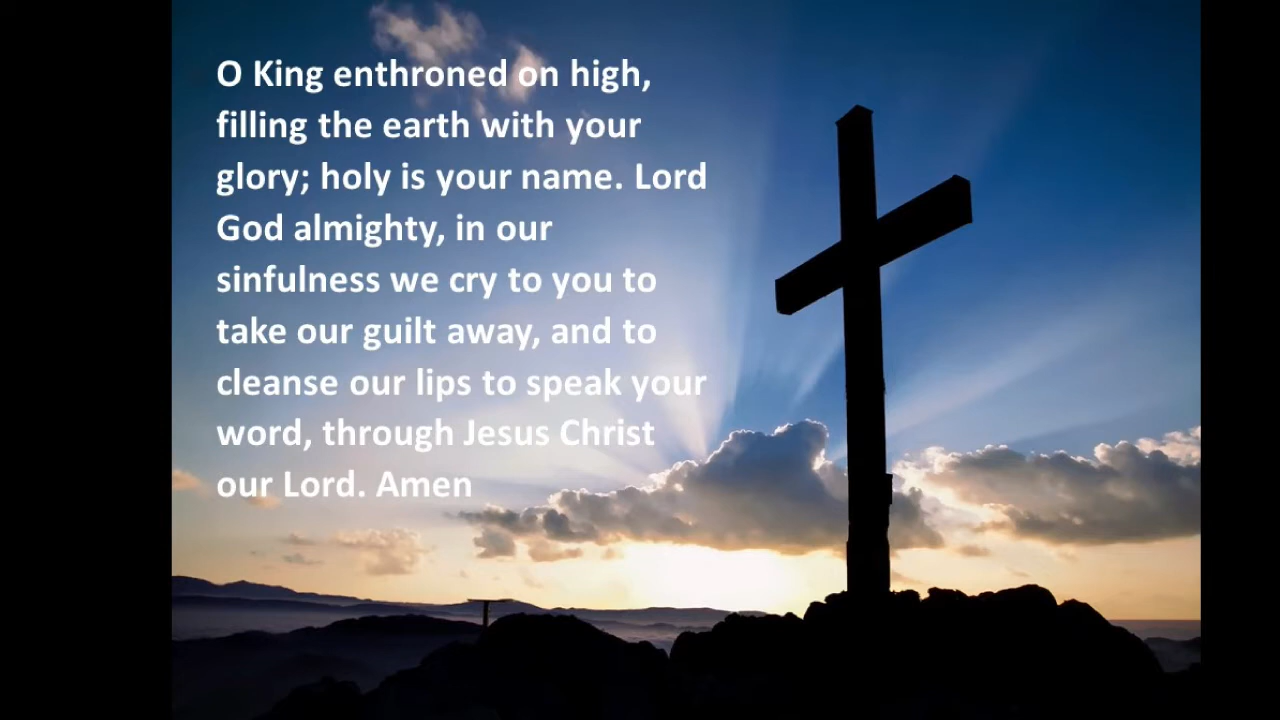 O King enthroned on high,
filling the earth with your
glory; holy is your name. Lord
God almighty, in our
sinfulness we cry to you to
take our guilt away, and to
cleanse our lips to speak your
word, through Jesus Christ
our Lord. Amen